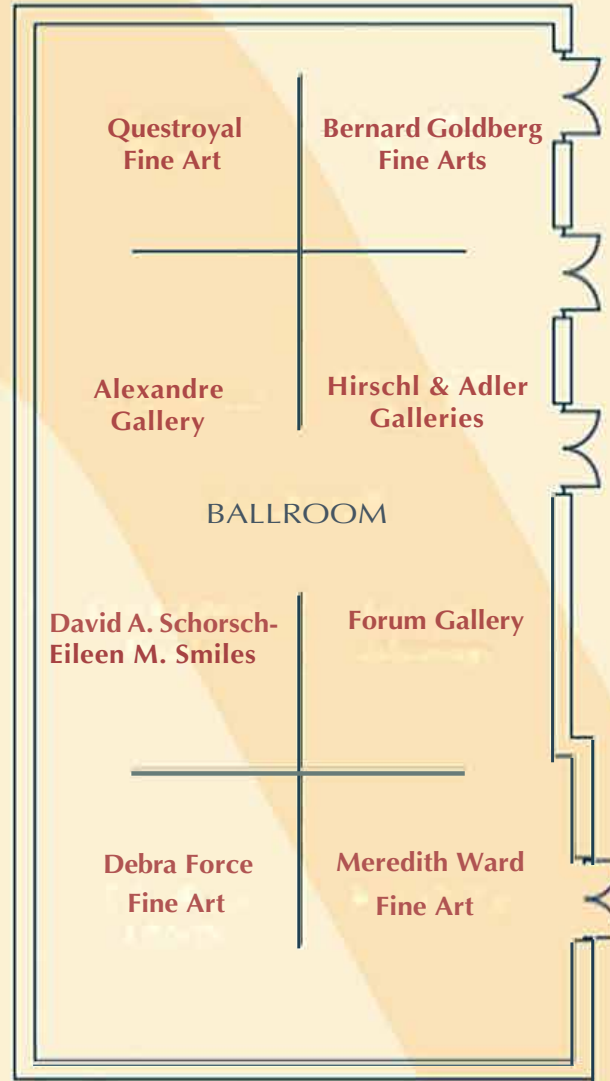 Questroyal
Fine Art
Bernard Goldberg
Fine Arts
Alexandre
Gallery
Hirschl & Adler
Galleries
BALLROOM
David A. Schorsch-
Eileen M. Smiles
Forum Gallery
Debra Force
Fine Art
Meredith Ward
Fine Art